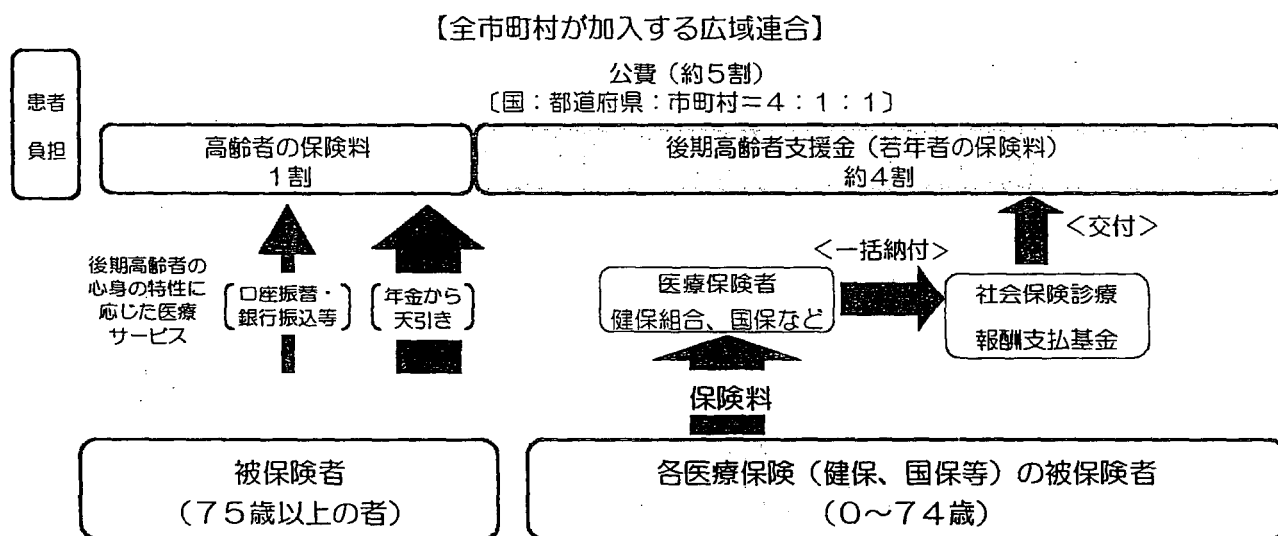 【全市町村が加入する広域連合】
患者
負担
公費（約5割）
〔国：都道府県：市町村＝4：1：1〕
高齢者の保険料
1割
後期高齢者支援金（若年者の保険料）
約4割
後期高齢者の
心身の特性に
応じた医療
サービス
口座振替・
銀行振込等
年金から
天引き
医療保険者
健保組合、国保など
＜一括納付＞
社会保険診療
報酬支払基金
＜交付＞
保険料
被保険者
（75歳以上の者）
各医療保険（健保、国保等）の被保険者
（0～74歳）